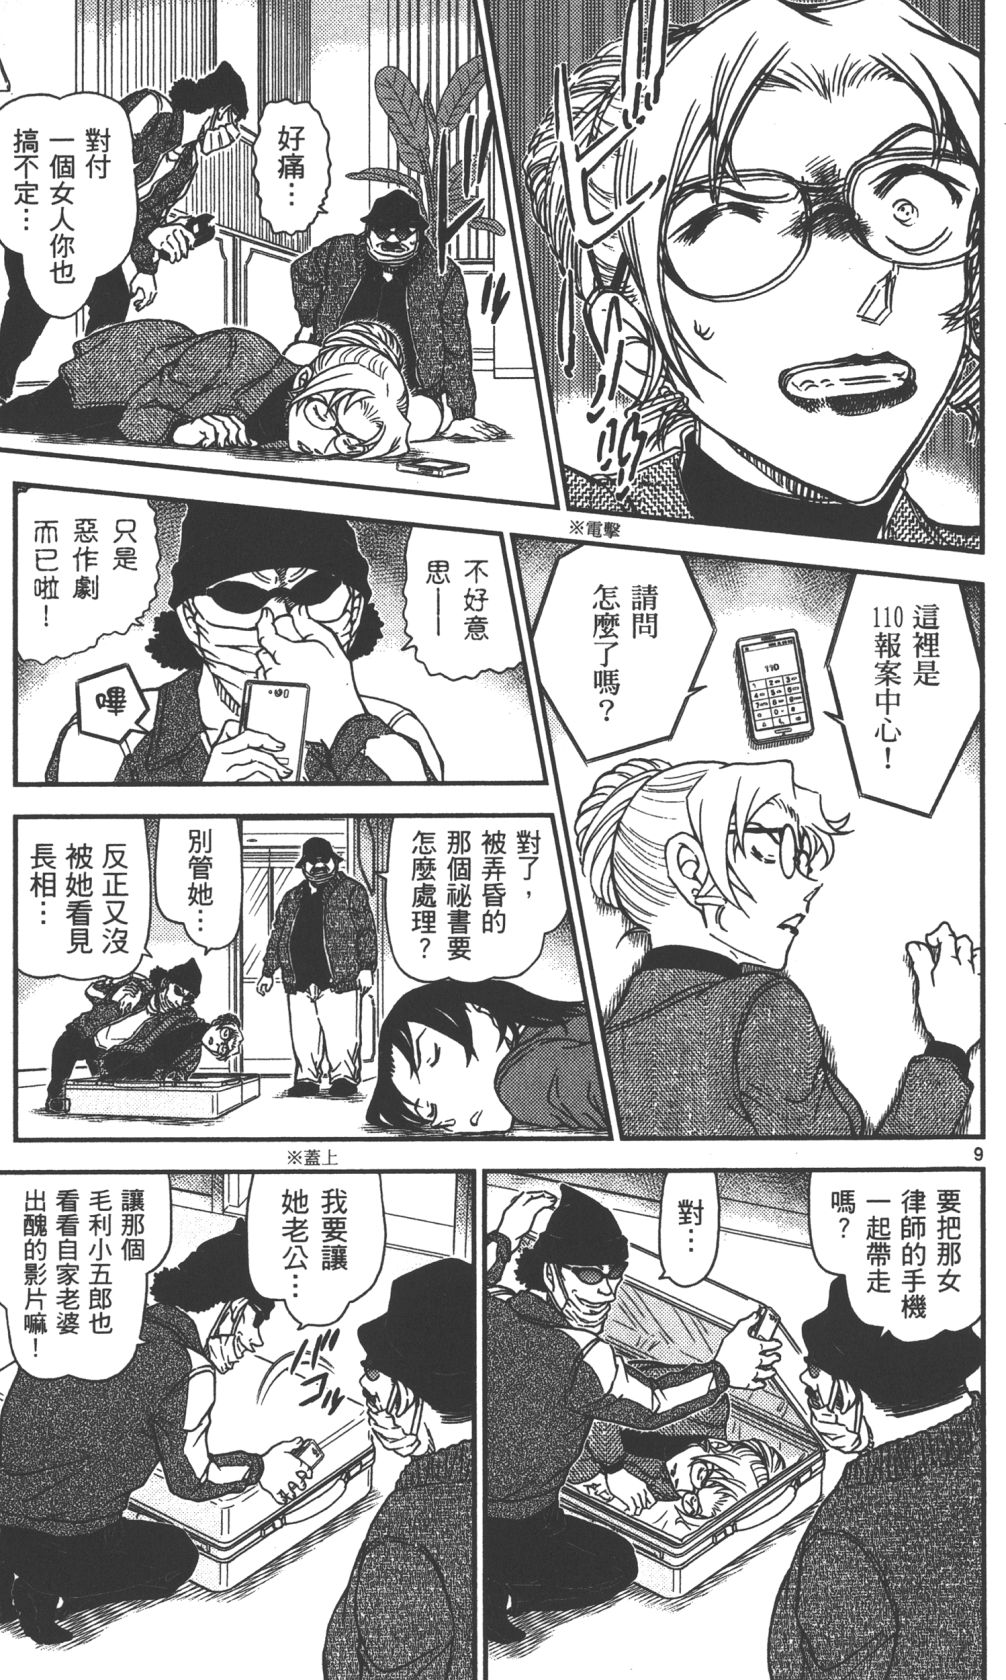 ビビビ
※電擊
好痛…
對付
一個女人你也
搞不定…
這裡是
110報案中心！
110
請問
怎麼了嗎？
不好意
思——
只是
惡作劇
而已啦！
嗶
對了，
被弄昏的
那個祕書要
怎麼處理？
別管她…
反正又沒
被她看見
長相…
9
要把那女
律師的手機
一起帶走
嗎？
對…
※蓋上
我要讓
她老公…
讓那個
毛利小五郎也
看看自家老婆
出醜的影片嘛！